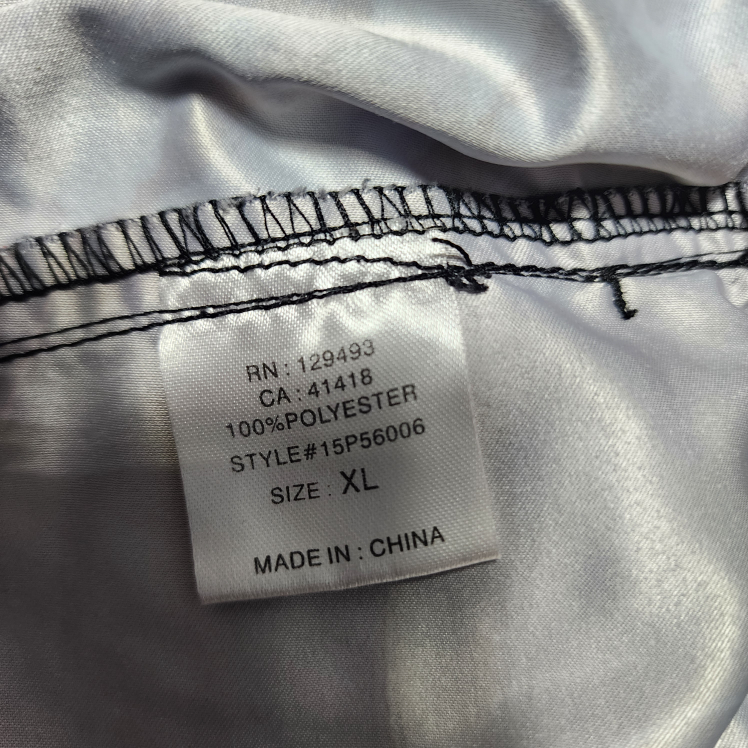 RN : 129493
CA : 41418
100%POLYESTER
STYLE#15P56006
SIZE : XL
MADE IN : CHINA